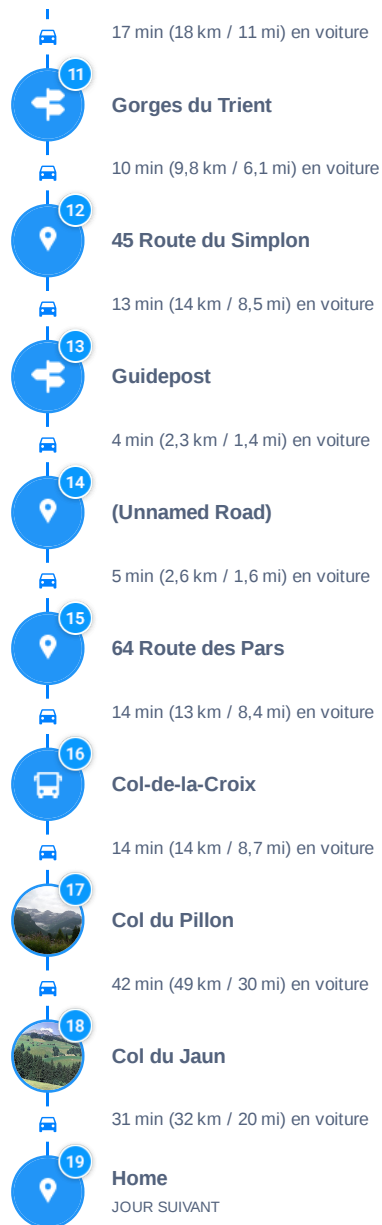 17 min (18 km / 11 mi) en voiture
11
Gorges du Trient
10 min (9,8 km / 6,1 mi) en voiture
12
45 Route du Simplon
13 min (14 km / 8,5 mi) en voiture
13
Guidepost
4 min (2,3 km / 1,4 mi) en voiture
14
(Unnamed Road)
5 min (2,6 km / 1,6 mi) en voiture
15
64 Route des Pars
14 min (13 km / 8,4 mi) en voiture
16
Col-de-la-Croix
14 min (14 km / 8,7 mi) en voiture
17
Col du Pillon
42 min (49 km / 30 mi) en voiture
18
Col du Jaun
31 min (32 km / 20 mi) en voiture
19
Home
JOUR SUIVANT